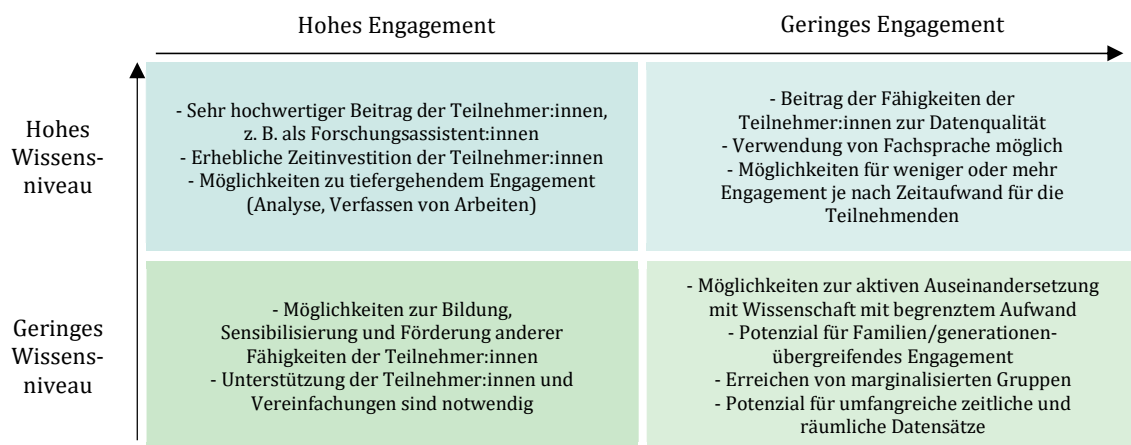 Hohes Engagement
Geringes Engagement
Hohes
Wissens-
niveau
- Sehr hochwertiger Beitrag der Teilnehmer:innen,
z. B. als Forschungsassistent:innen
- Erhebliche Zeitinvestition der Teilnehmer:innen
- Möglichkeiten zu tiefergehendem Engagement
(Analyse, Verfassen von Arbeiten)
- Beitrag der Fähigkeiten der
Teilnehmer:innen zur Datenqualität
- Verwendung von Fachsprache möglich
- Möglichkeiten für weniger oder mehr
Engagement je nach Zeitaufwand für die
Teilnehmenden
Geringes
Wissens-
niveau
- Möglichkeiten zur Bildung,
Sensibilisierung und Förderung anderer
Fähigkeiten der Teilnehmer:innen
- Unterstützung der Teilnehmer:innen und
Vereinfachungen sind notwendig
- Möglichkeiten zur aktiven Auseinandersetzung
mit Wissenschaft mit begrenztem Aufwand
- Potenzial für Familien/generationen-
übergreifendes Engagement
- Erreichen von marginalisierten Gruppen
- Potenzial für umfangreiche zeitliche und
räumliche Datensätze